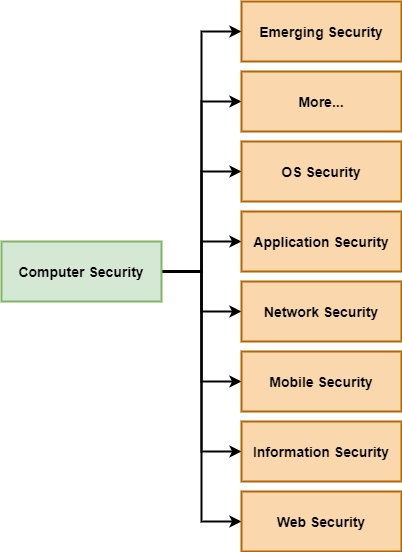 Emerging Security
More...
OS Security
Application Security
Computer Security
Network Security
Mobile Security
Information Security
Web Security